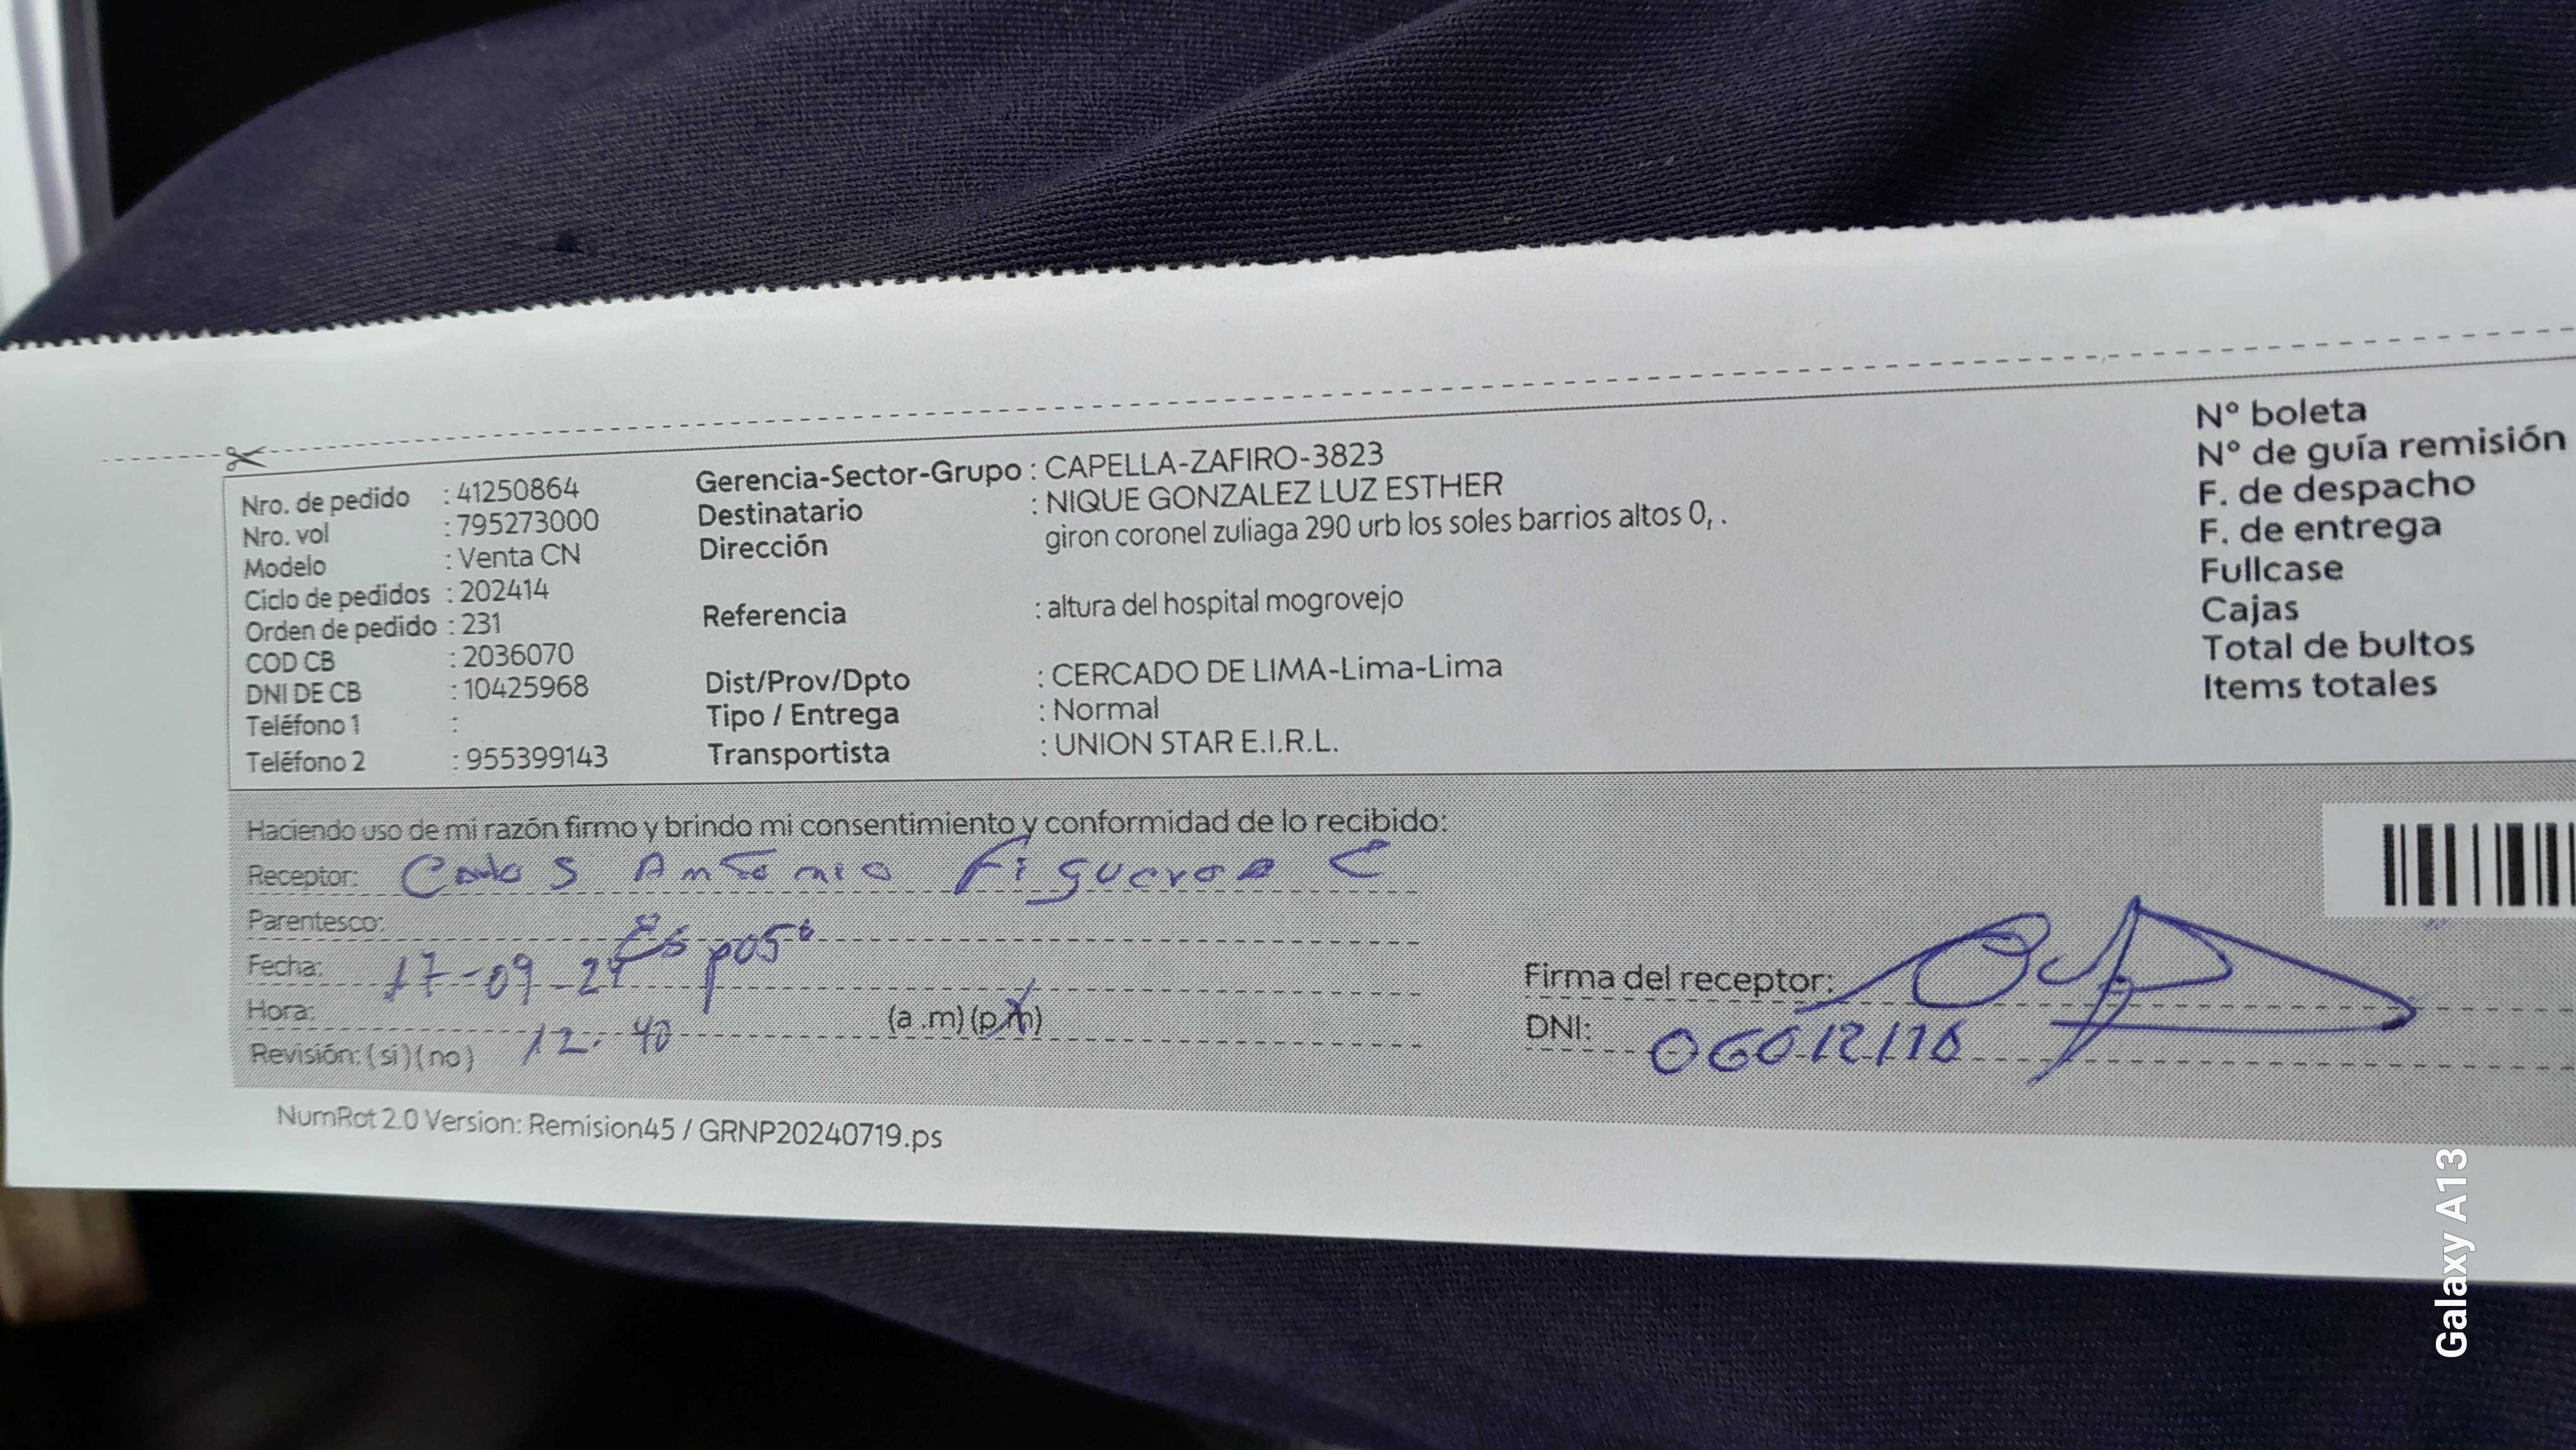 Nro. de pedido : 41250864
Nro. vol : 795273000
Modelo : Venta CN
Ciclo de pedidos : 202414
Orden de pedido : 231
COD CB : 2036070
DNI DE CB : 10425968
Teléfono 1 :
Teléfono 2 : 955399143
Gerencia-Sector-Grupo : CAPELLA-ZAFIRO-3823
Destinatario : NIQUE GONZALEZ LUZ ESTHER
Dirección giron coronel zuliaga 290 urb los soles barrios altos 0, .
Referencia : altura del hospital mogrovejo
Dist/Prov/Dpto : CERCADO DE LIMA-Lima-Lima
Tipo / Entrega : Normal
Transportista : UNION STAR E.I.R.L.
N° boleta
N° de guía remisión
F. de despacho
F. de entrega
Fullcase
Cajas
Total de bultos
Items totales
Haciendo uso de mi razón firmo y brindo mi consentimiento y conformidad de lo recibido:
Receptor: Carlos Antonio Figueroa C
Parentesco: Esposo
Fecha: 17-09-24
Hora: 12.40 (a .m) (p.m)
Revisión: (si) (no)
Firma del receptor:
DNI:
NumRot 2.0 Version: Remision45 / GRNP20240719.ps
Galaxy A13